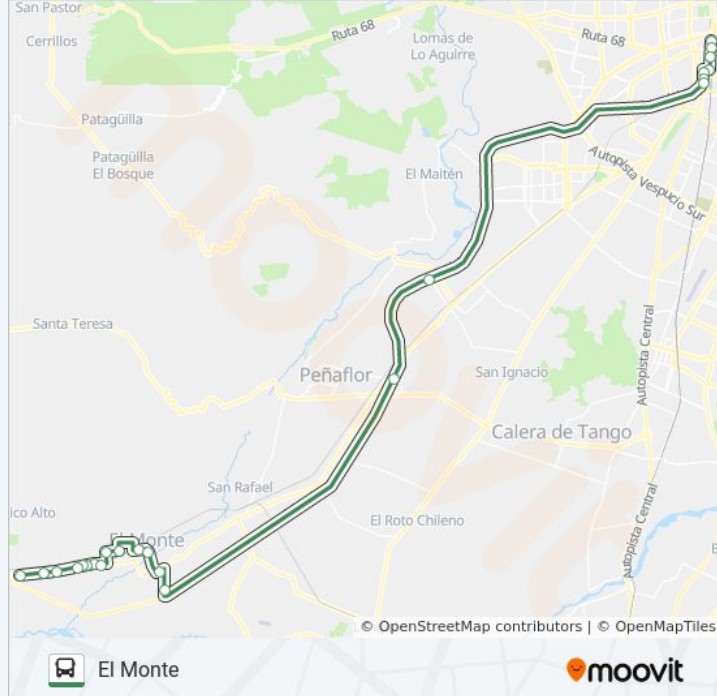 San Pastor
Cerrillos
Ruta 68
Lomas de
Lo Aguirre
Ruta 68
Patagüilla
Patagüilla
El Bosque
El Maitén
Autopista Vespucio Sur
Santa Teresa
Peñaflor
San Ignacio
Autopista Central
Calera de Tango
San Rafael
ico Alto
El Monte
El Roto Chileno
Autopista Central
moovit
© OpenStreetMap contributors | © OpenMapTiles
El Monte
moovit